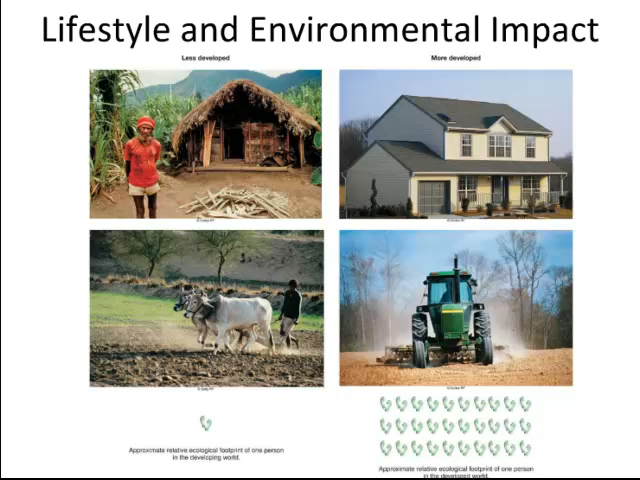 Lifestyle and Environmental Impact
Less developed
More developed
Approximate relative ecological footprint of one person
in the developing world.
Approximate relative ecological footprint of one person
in the developed world.